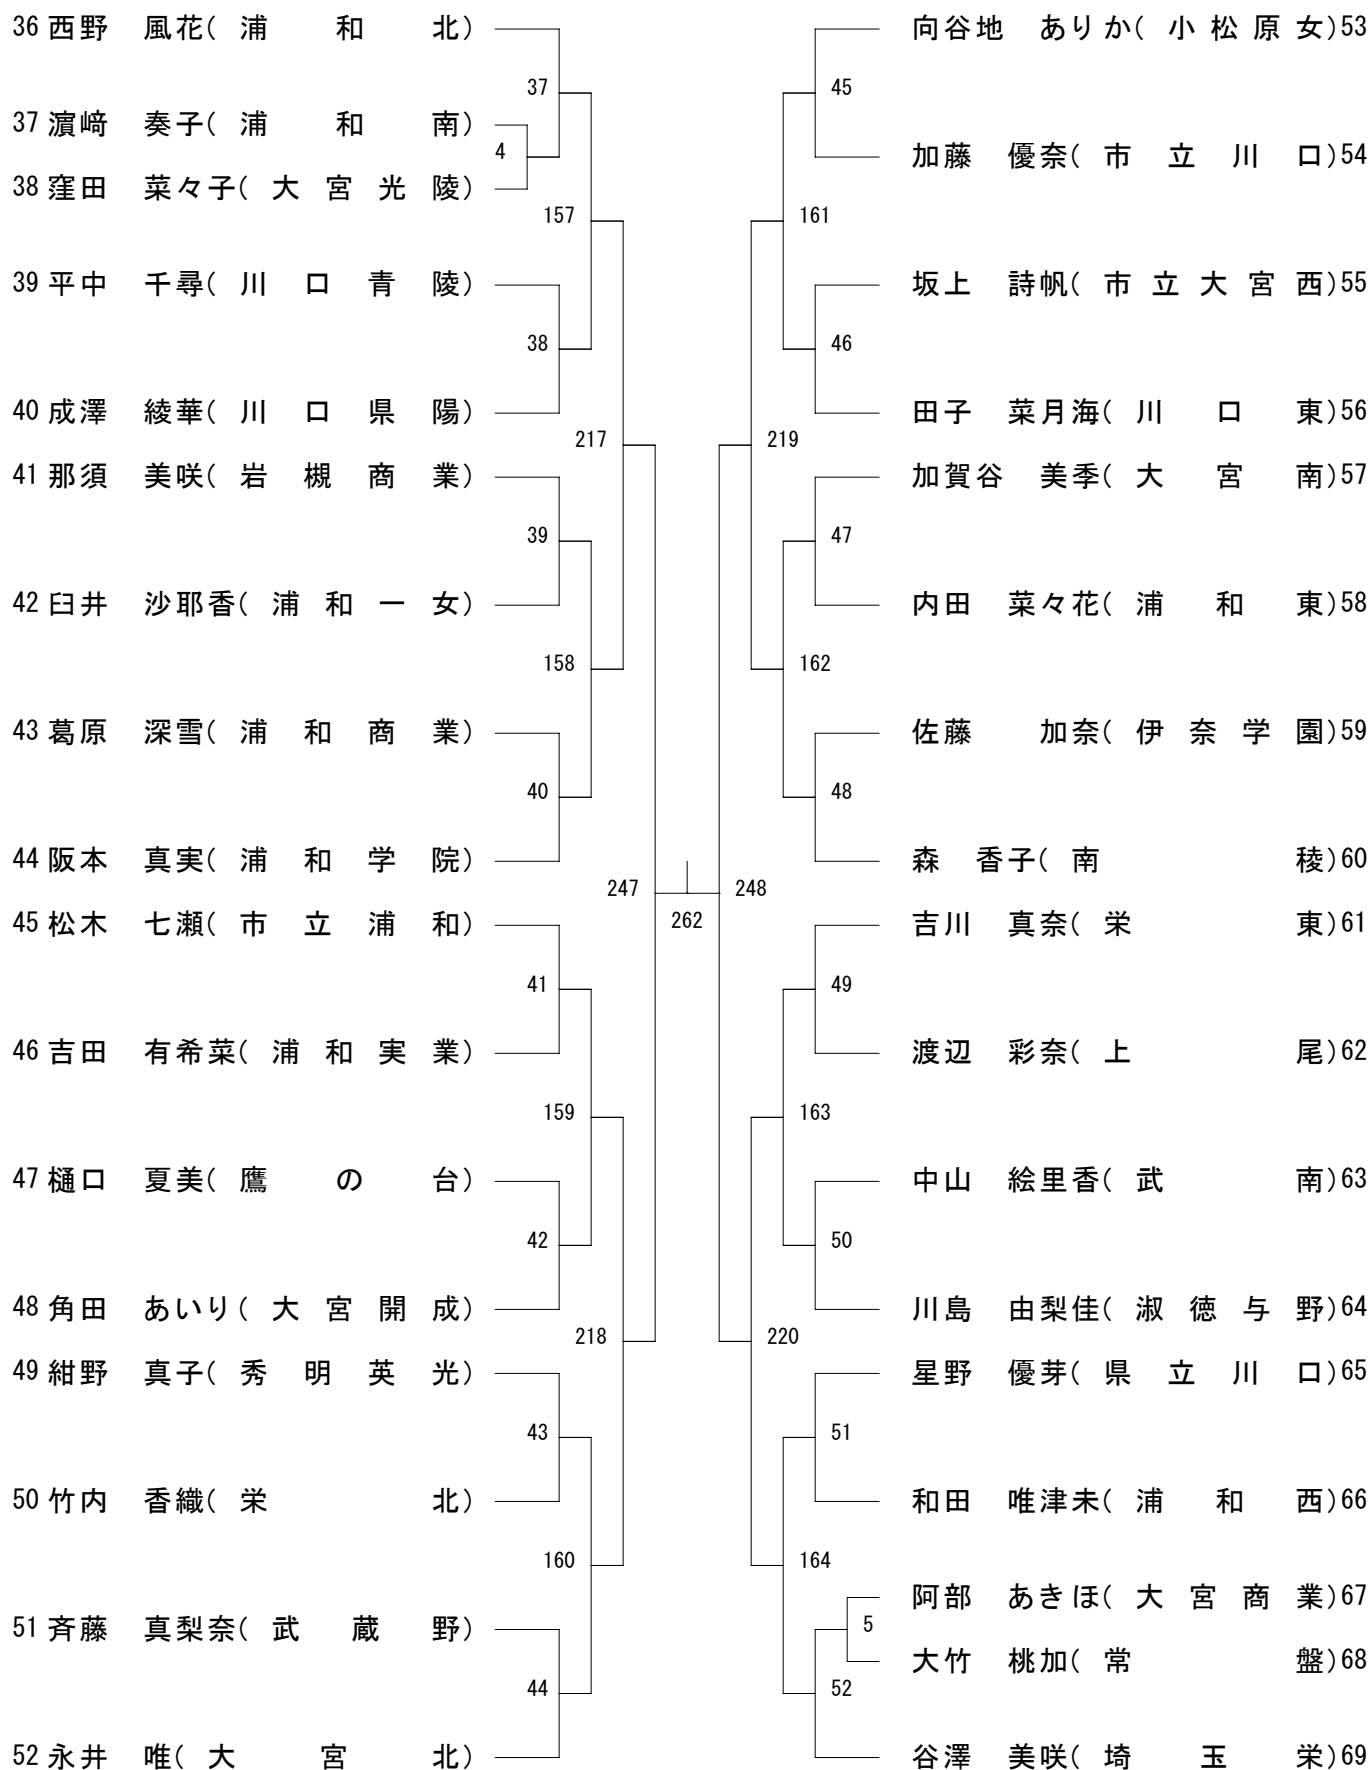 36 西野 風花( 浦 和 北)
37
37 濵﨑 奏子( 浦 和 南)
4
38 窪田 菜々子( 大 宮 光 陵)
157
39 平中 千尋( 川 口 青 陵)
38
40 成澤 綾華( 川 口 県 陽)
217
41 那須 美咲( 岩 槻 商 業)
39
42 臼井 沙耶香( 浦 和 一 女)
158
43 葛原 深雪( 浦 和 商 業)
40
44 阪本 真実( 浦 和 学 院)
247
45 松木 七瀬( 市 立 浦 和)
41
46 吉田 有希菜( 浦 和 実 業)
159
47 樋口 夏美( 鷹 の 台)
42
48 角田 あいり( 大 宮 開 成)
218
49 紺野 真子( 秀 明 英 光)
43
50 竹内 香織( 栄 北)
160
51 斉藤 真梨奈( 武 蔵 野)
44
52 永井 唯( 大 宮 北)
262
向谷地 ありか( 小 松 原 女)53
45
加藤 優奈( 市 立 川 口)54
161
坂上 詩帆( 市 立 大 宮 西)55
46
田子 菜月海( 川 口 東)56
219
加賀谷 美季( 大 宮 南)57
47
内田 菜々花( 浦 和 東)58
162
佐藤 加奈( 伊 奈 学 園)59
48
森 香子( 南 稜)60
248
吉川 真奈( 栄 東)61
49
渡辺 彩奈( 上 尾)62
163
中山 絵里香( 武 南)63
50
川島 由梨佳( 淑 徳 与 野)64
220
星野 優芽( 県 立 川 口)65
51
和田 唯津未( 浦 和 西)66
164
阿部 あきほ( 大 宮 商 業)67
5
大竹 桃加( 常 盤)68
52
谷澤 美咲( 埼 玉 栄)69